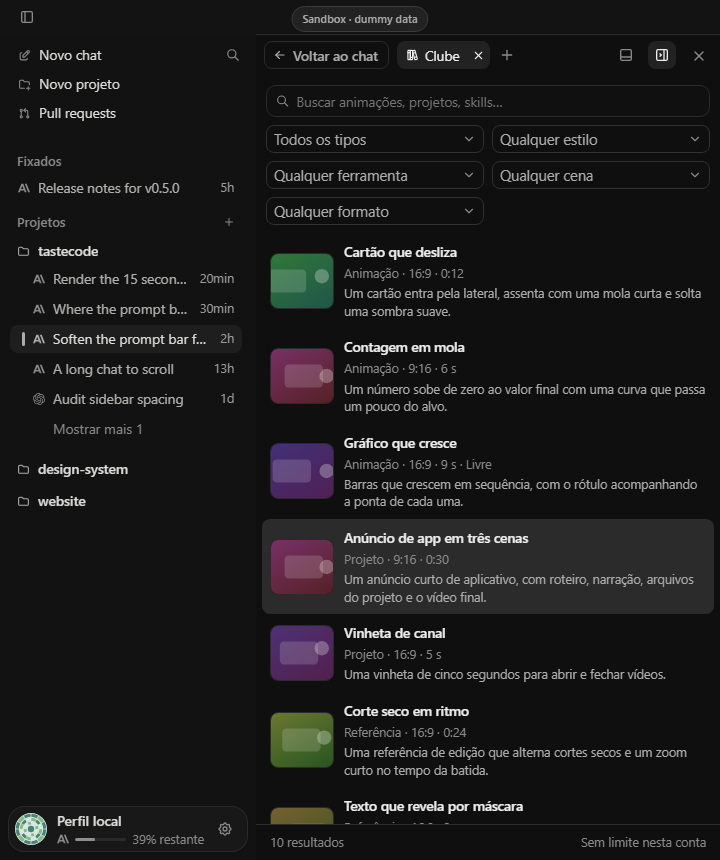 Sandbox · dummy data
Novo chat
Novo projeto
Pull requests
Fixados
Release notes for v0.5.0 5h
Projetos
tastecode
Render the 15 secon... 20min
Where the prompt b... 30min
Soften the prompt bar f... 2h
A long chat to scroll 13h
Audit sidebar spacing 1d
Mostrar mais 1
design-system
website
Perfil local
39% restante
Voltar ao chat
Clube
Buscar animações, projetos, skills...
Todos os tipos
Qualquer estilo
Qualquer ferramenta
Qualquer cena
Qualquer formato
Cartão que desliza
Animação · 16:9 · 0:12
Um cartão entra pela lateral, assenta com uma mola curta e solta
uma sombra suave.
Contagem em mola
Animação · 9:16 · 6 s
Um número sobe de zero ao valor final com uma curva que passa
um pouco do alvo.
Gráfico que cresce
Animação · 16:9 · 9 s · Livre
Barras que crescem em sequência, com o rótulo acompanhando
a ponta de cada uma.
Anúncio de app em três cenas
Projeto · 9:16 · 0:30
Um anúncio curto de aplicativo, com roteiro, narração, arquivos
do projeto e o vídeo final.
Vinheta de canal
Projeto · 16:9 · 5 s
Uma vinheta de cinco segundos para abrir e fechar vídeos.
Corte seco em ritmo
Referência · 16:9 · 0:24
Uma referência de edição que alterna cortes secos e um zoom
curto no tempo da batida.
Texto que revela por máscara
10 resultados
Sem limite nesta conta